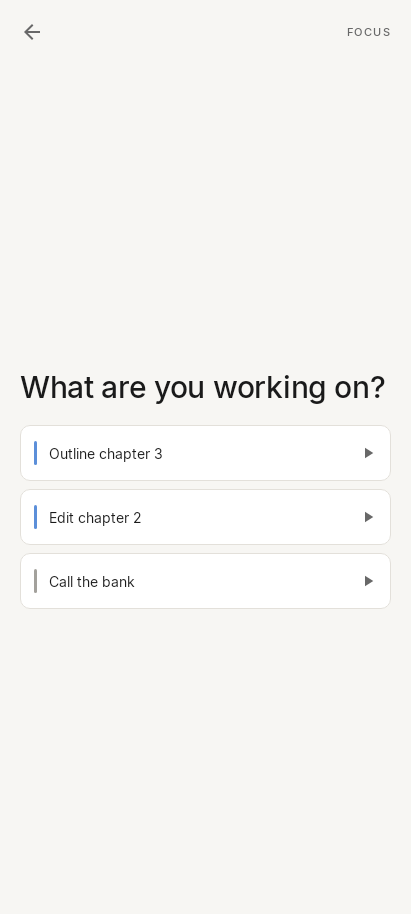 FOCUS
What are you working on?
Outline chapter 3
Edit chapter 2
Call the bank